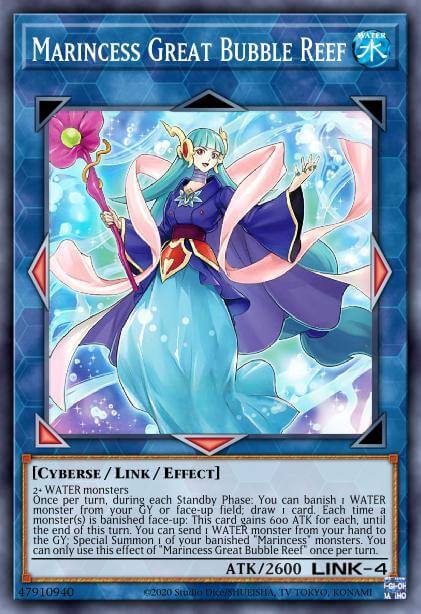 Marincess Great Bubble Reef
WATER
水
[Cyberse / Link / Effect]
2+ WATER monsters
Once per turn, during each Standby Phase: You can banish 1 WATER
monster from your GY or face-up field; draw 1 card. Each time a
monster(s) is banished face-up: This card gains 600 ATK for each, until
the end of this turn. You can send 1 WATER monster from your hand to
the GY; Special Summon 1 of your banished "Marincess" monsters. You
can only use this effect of "Marincess Great Bubble Reef" once per turn.
ATK/2600 LINK-4
47910940 ©2020 Studio Dice/SHUEISHA, TV TOKYO, KONAMI